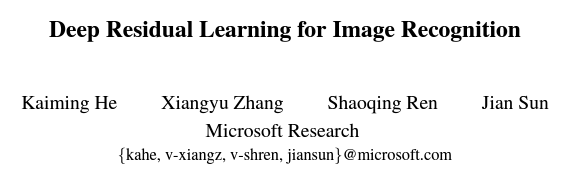 Deep Residual Learning for Image Recognition
Kaiming He Xiangyu Zhang Shaoqing Ren Jian Sun
Microsoft Research
{kahe, v-xiangz, v-shren, jiansun}@microsoft.com